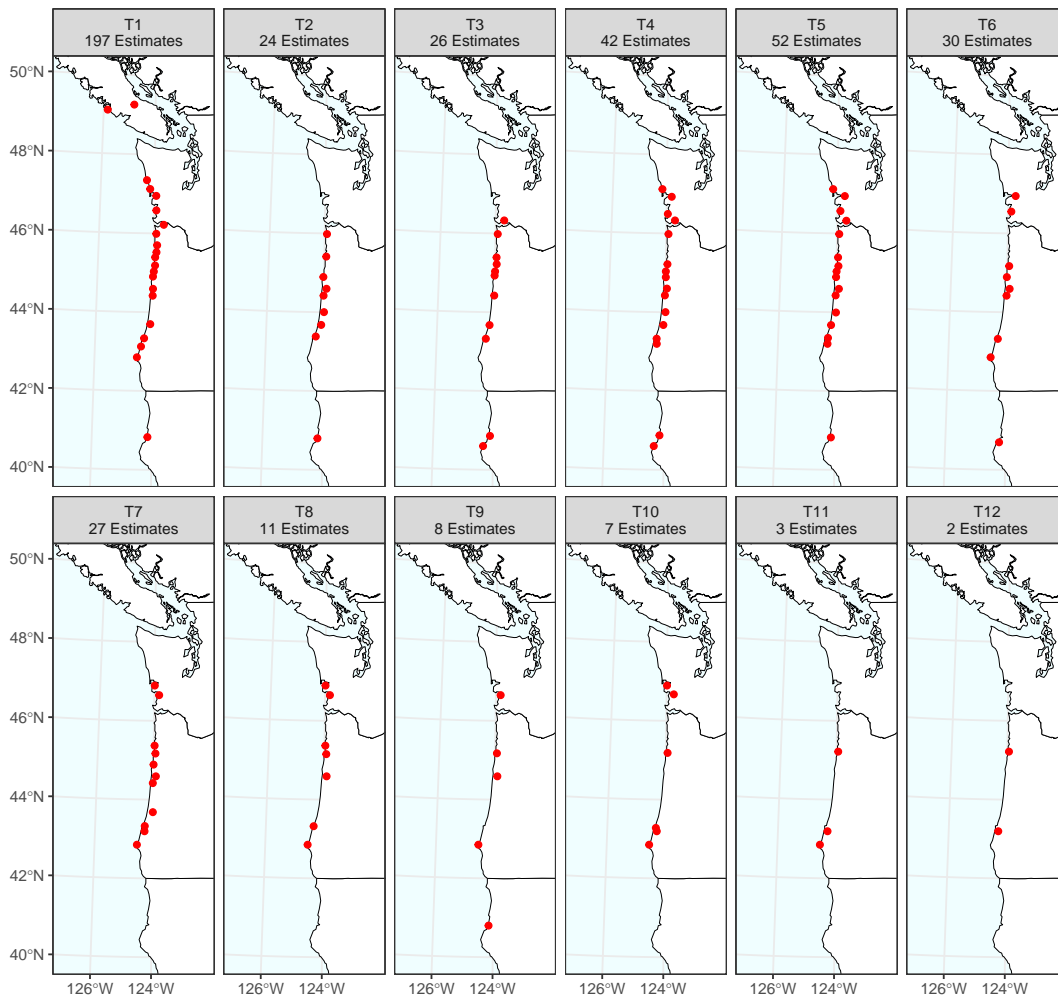 T1
197 Estimates
T2
24 Estimates
T3
26 Estimates
T4
42 Estimates
T5
52 Estimates
T6
30 Estimates
50°N
48°N
46°N
44°N
42°N
40°N
T7
27 Estimates
T8
11 Estimates
T9
8 Estimates
T10
7 Estimates
T11
3 Estimates
T12
2 Estimates
50°N
48°N
46°N
44°N
42°N
40°N
126°W 124°W
126°W 124°W
126°W 124°W
126°W 124°W
126°W 124°W
126°W 124°W